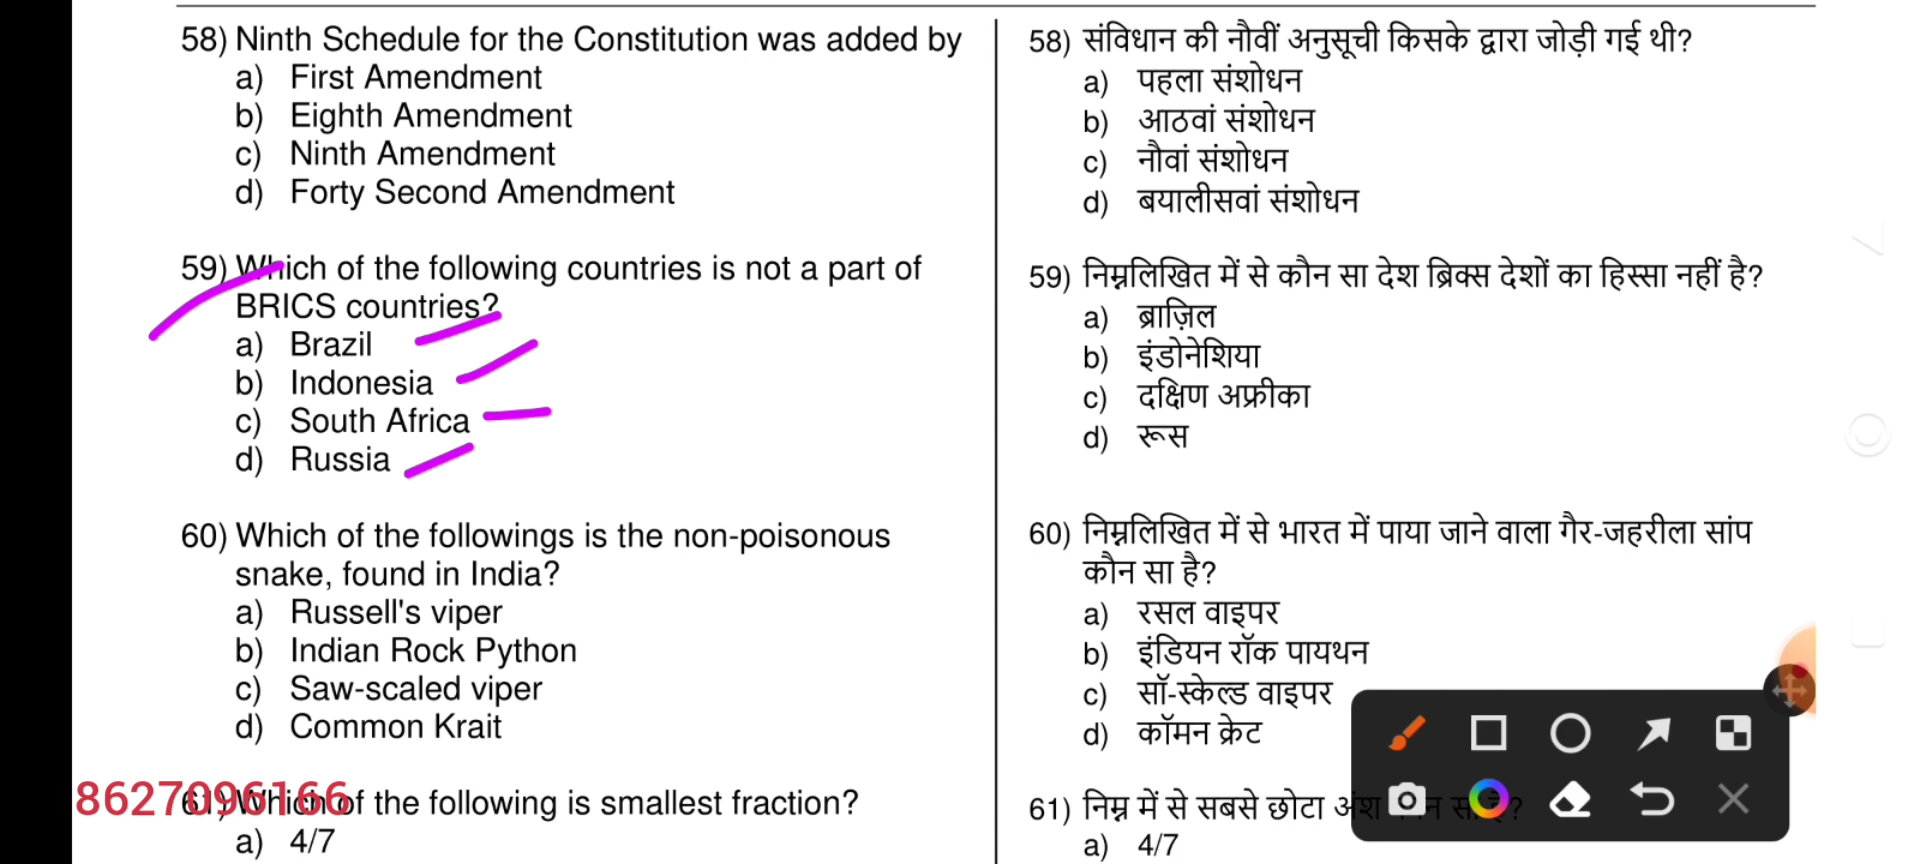 58) Ninth Schedule for the Constitution was added by
a) First Amendment
b) Eighth Amendment
c) Ninth Amendment
d) Forty Second Amendment
59) Which of the following countries is not a part of
BRICS countries?
a) Brazil
b) Indonesia
c) South Africa
d) Russia
60) Which of the followings is the non-poisonous
snake, found in India?
a) Russell's viper
b) Indian Rock Python
c) Saw-scaled viper
d) Common Krait
8627096166
61) Which of the following is smallest fraction?
a) 4/7
58) संविधान की नौवीं अनुसूची किसके द्वारा जोड़ी गई थी?
a) पहला संशोधन
b) आठवां संशोधन
c) नौवां संशोधन
d) बयालीसवां संशोधन
59) निम्नलिखित में से कौन सा देश ब्रिक्स देशों का हिस्सा नहीं है?
a) ब्राज़िल
b) इंडोनेशिया
c) दक्षिण अफ्रीका
d) रूस
60) निम्नलिखित में से भारत में पाया जाने वाला गैर-जहरीला सांप
कौन सा है?
a) रसल वाइपर
b) इंडियन रॉक पायथन
c) सॉ-स्केल्ड वाइपर
d) कॉमन क्रेट
61) निम्न में से सबसे छोटा अंश
a) 4/7